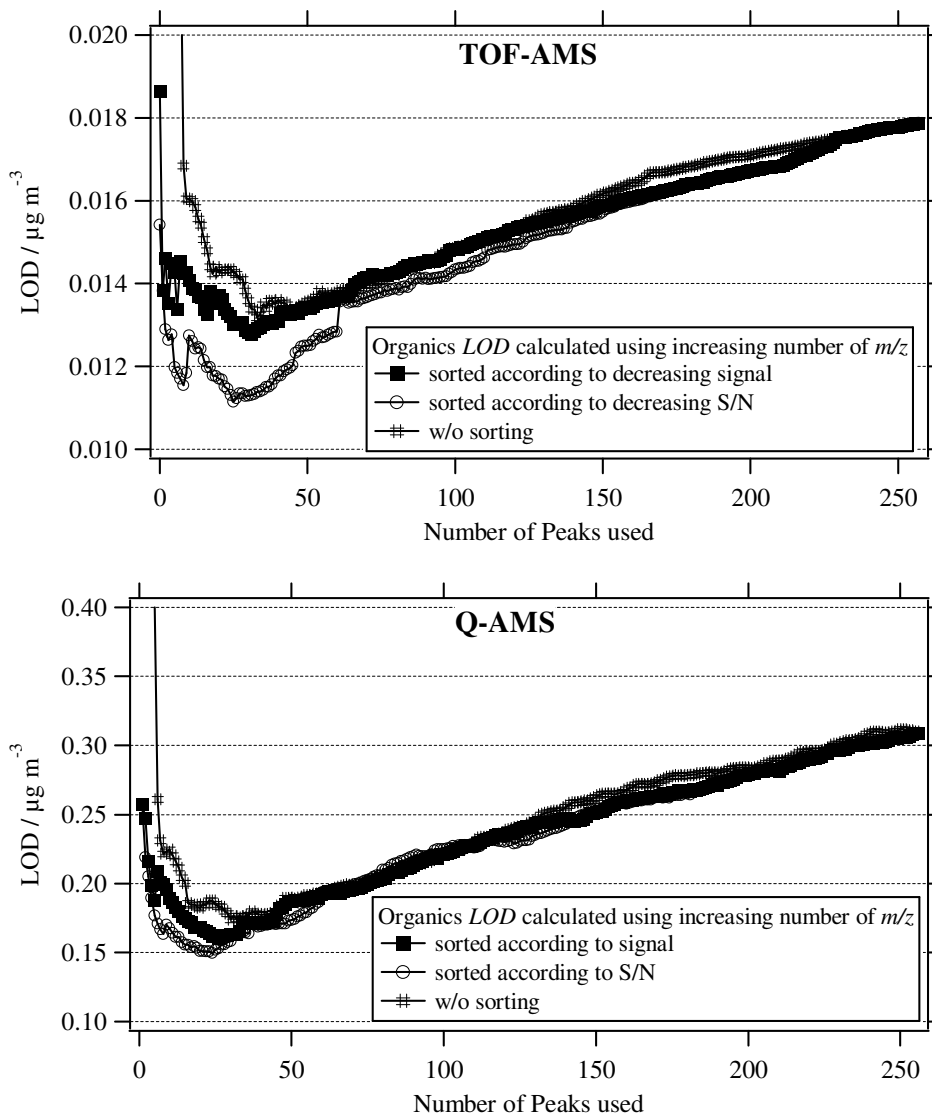 TOF-AMS
0.020
0.018
0.016
0.014
0.012
0.010
LOD / µg m-3
Organics LOD calculated using increasing number of m/z
sorted according to decreasing signal
sorted according to decreasing S/N
w/o sorting
0 50 100 150 200 250
Number of Peaks used
Q-AMS
0.40
0.35
0.30
0.25
0.20
0.15
0.10
LOD / µg m-3
Organics LOD calculated using increasing number of m/z
sorted according to signal
sorted according to S/N
w/o sorting
0 50 100 150 200 250
Number of Peaks used